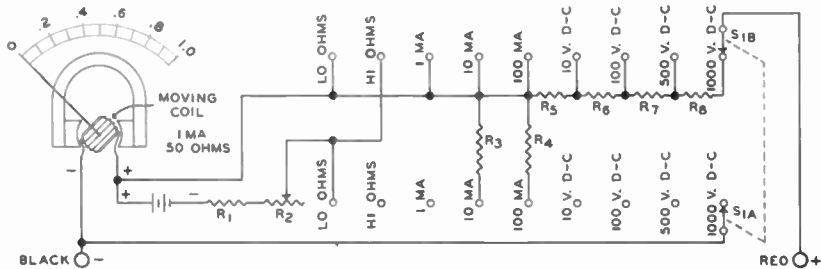 0 .2 .4 .6 .8 1.0
MOVING
COIL
1 MA
50 OHMS
LO OHMS
HI OHMS
1 MA
10 MA
100 MA
10 V. D-C
100 V. D-C
500 V. D-C
1000 V. D-C
S1B
R5 R6 R7 R8
R3 R4
- +
+ - R1 R2
LO OHMS
HI OHMS
1 MA
10 MA
100 MA
10 V. D-C
100 V. D-C
500 V. D-C
1000 V. D-C
S1A
BLACK -
RED +